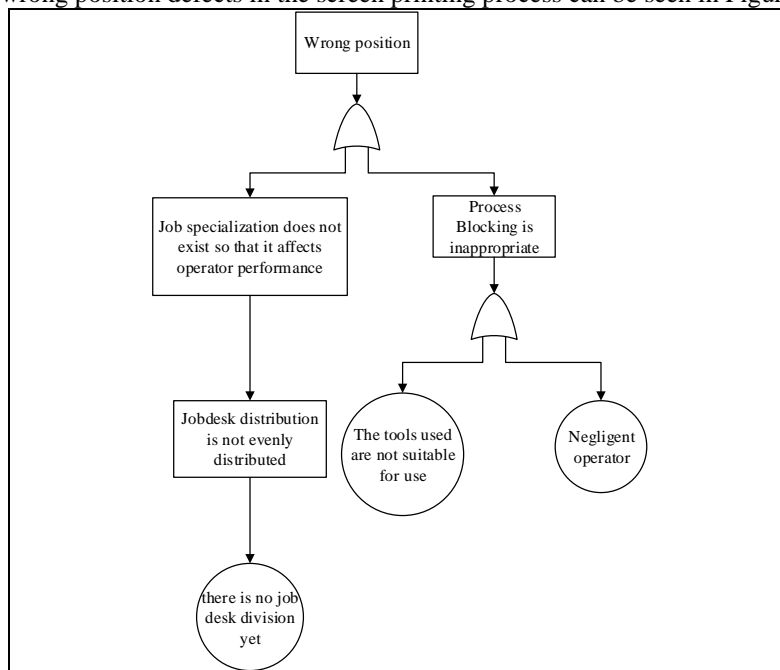 wrong position defects in the screen printing process can be seen in Figur
Wrong position
Job specialization does not
exist so that it affects
operator performance
Process
Blocking is
inappropriate
Jobdesk distribution
is not evenly
distributed
The tools used
are not suitable
for use
Negligent
operator
there is no job
desk division
yet